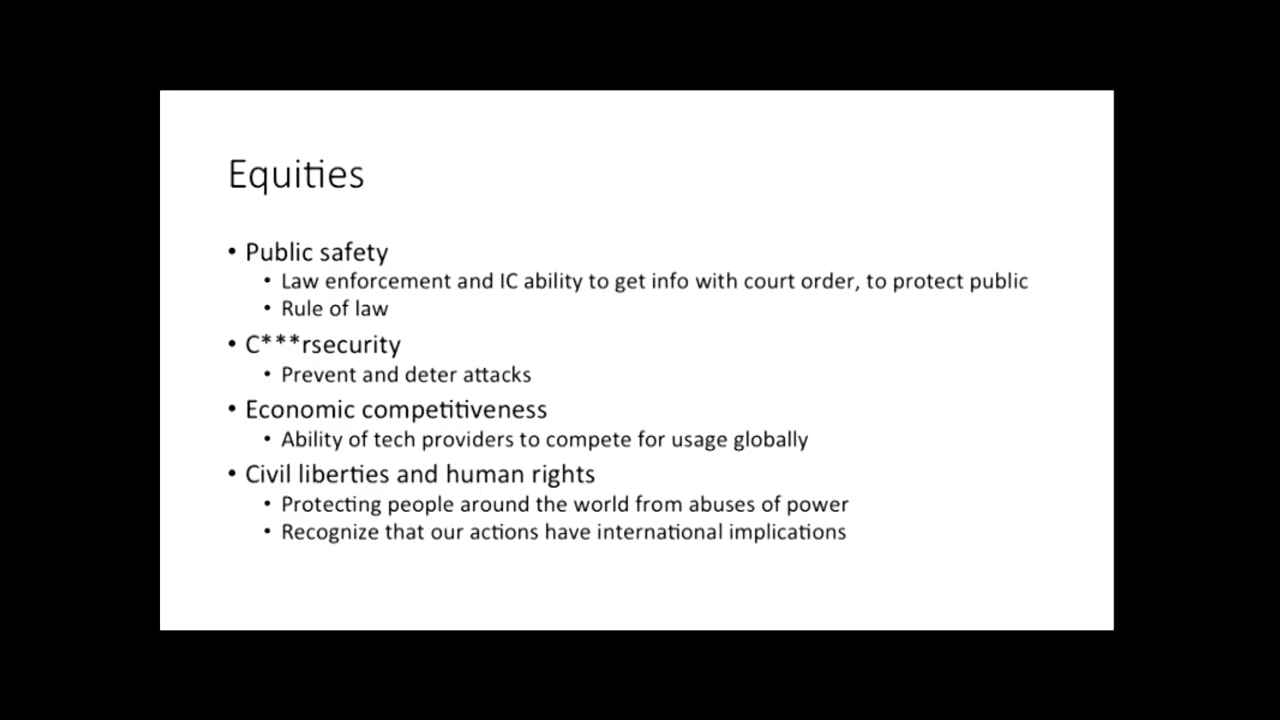 Equities
• Public safety
• Law enforcement and IC ability to get info with court order, to protect public
• Rule of law
• C***rsecurity
• Prevent and deter attacks
• Economic competitiveness
• Ability of tech providers to compete for usage globally
• Civil liberties and human rights
• Protecting people around the world from abuses of power
• Recognize that our actions have international implications